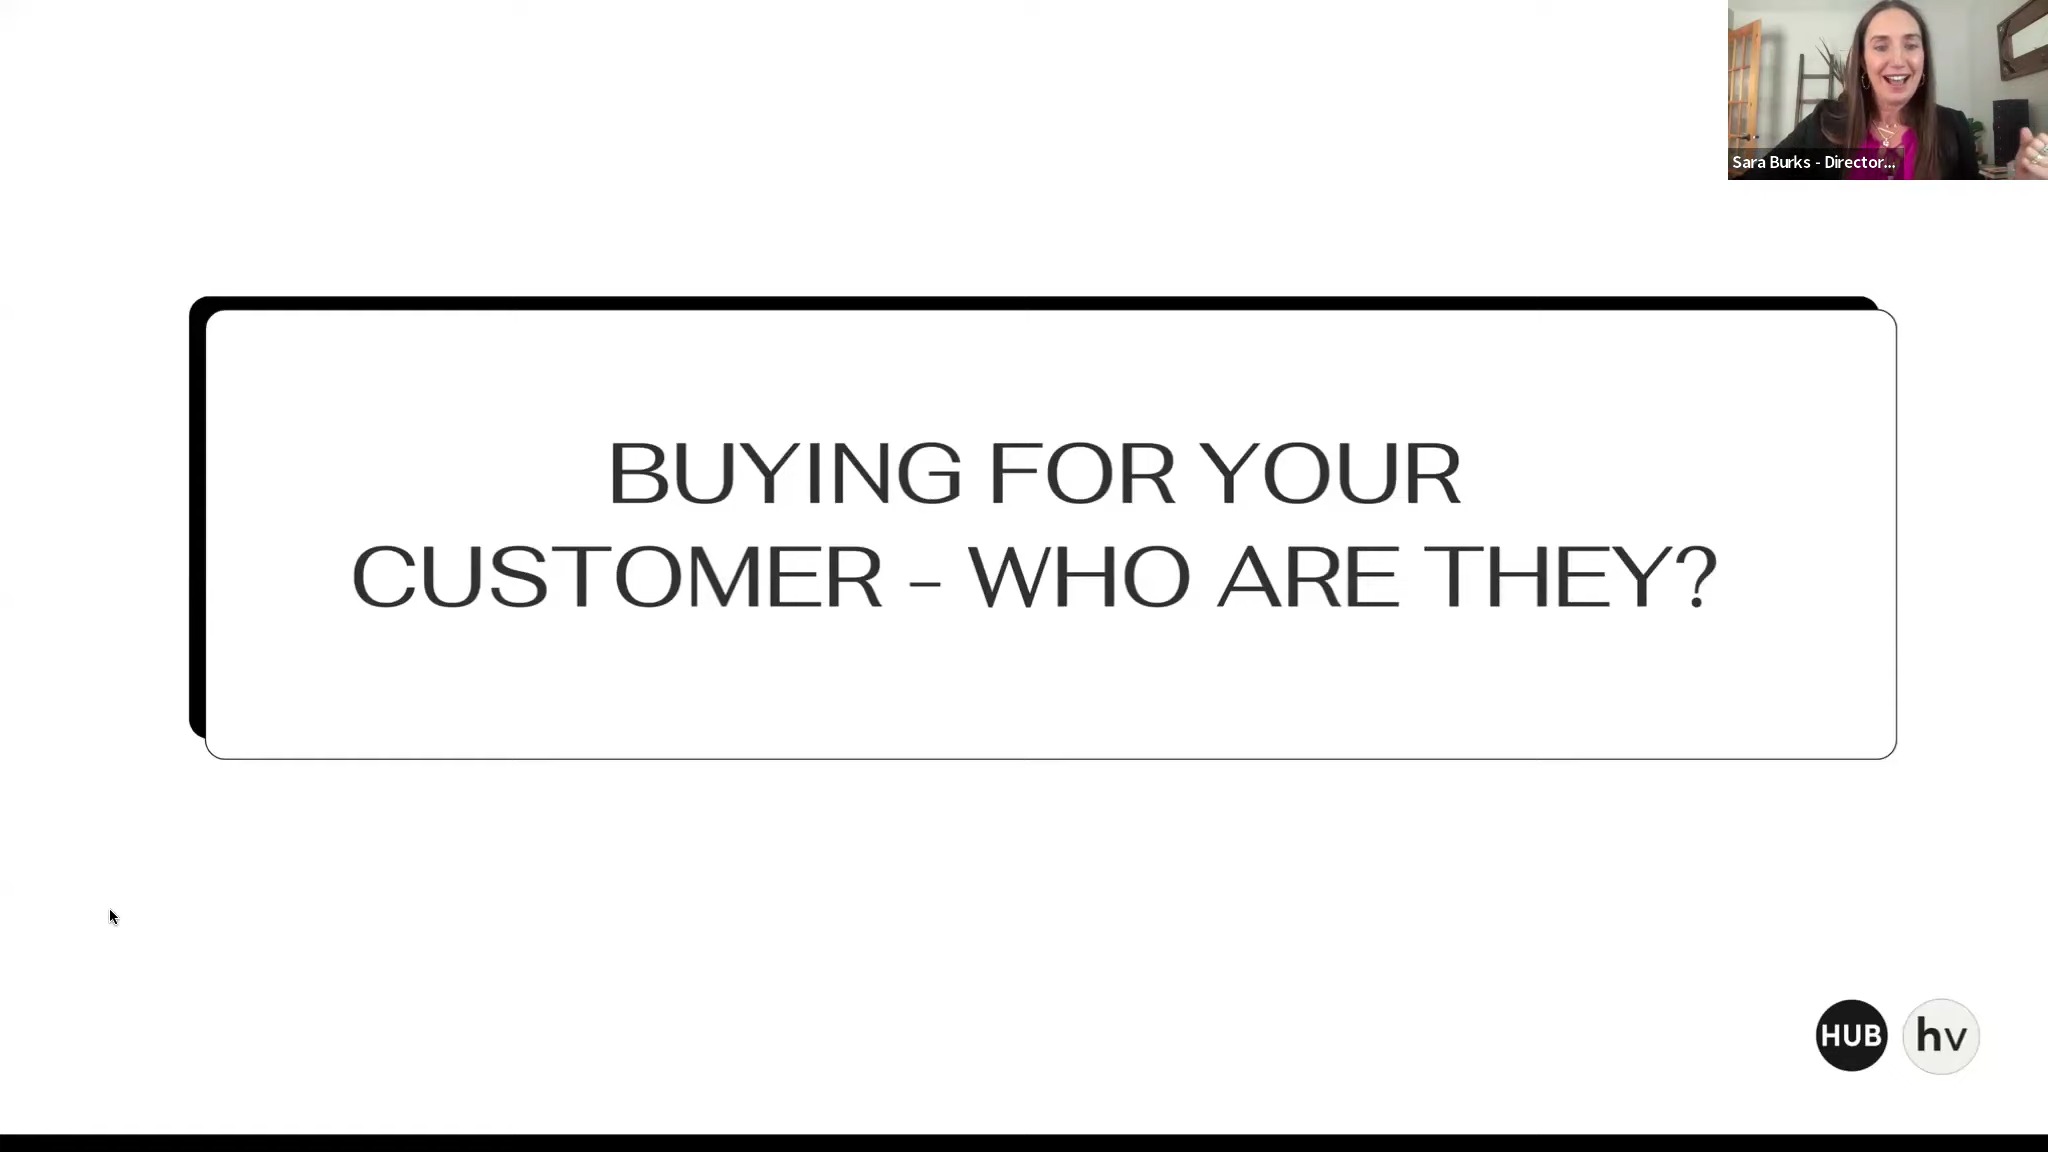 Sara Burks - Director...
BUYING FOR YOUR
CUSTOMER - WHO ARE THEY?
HUB
hv